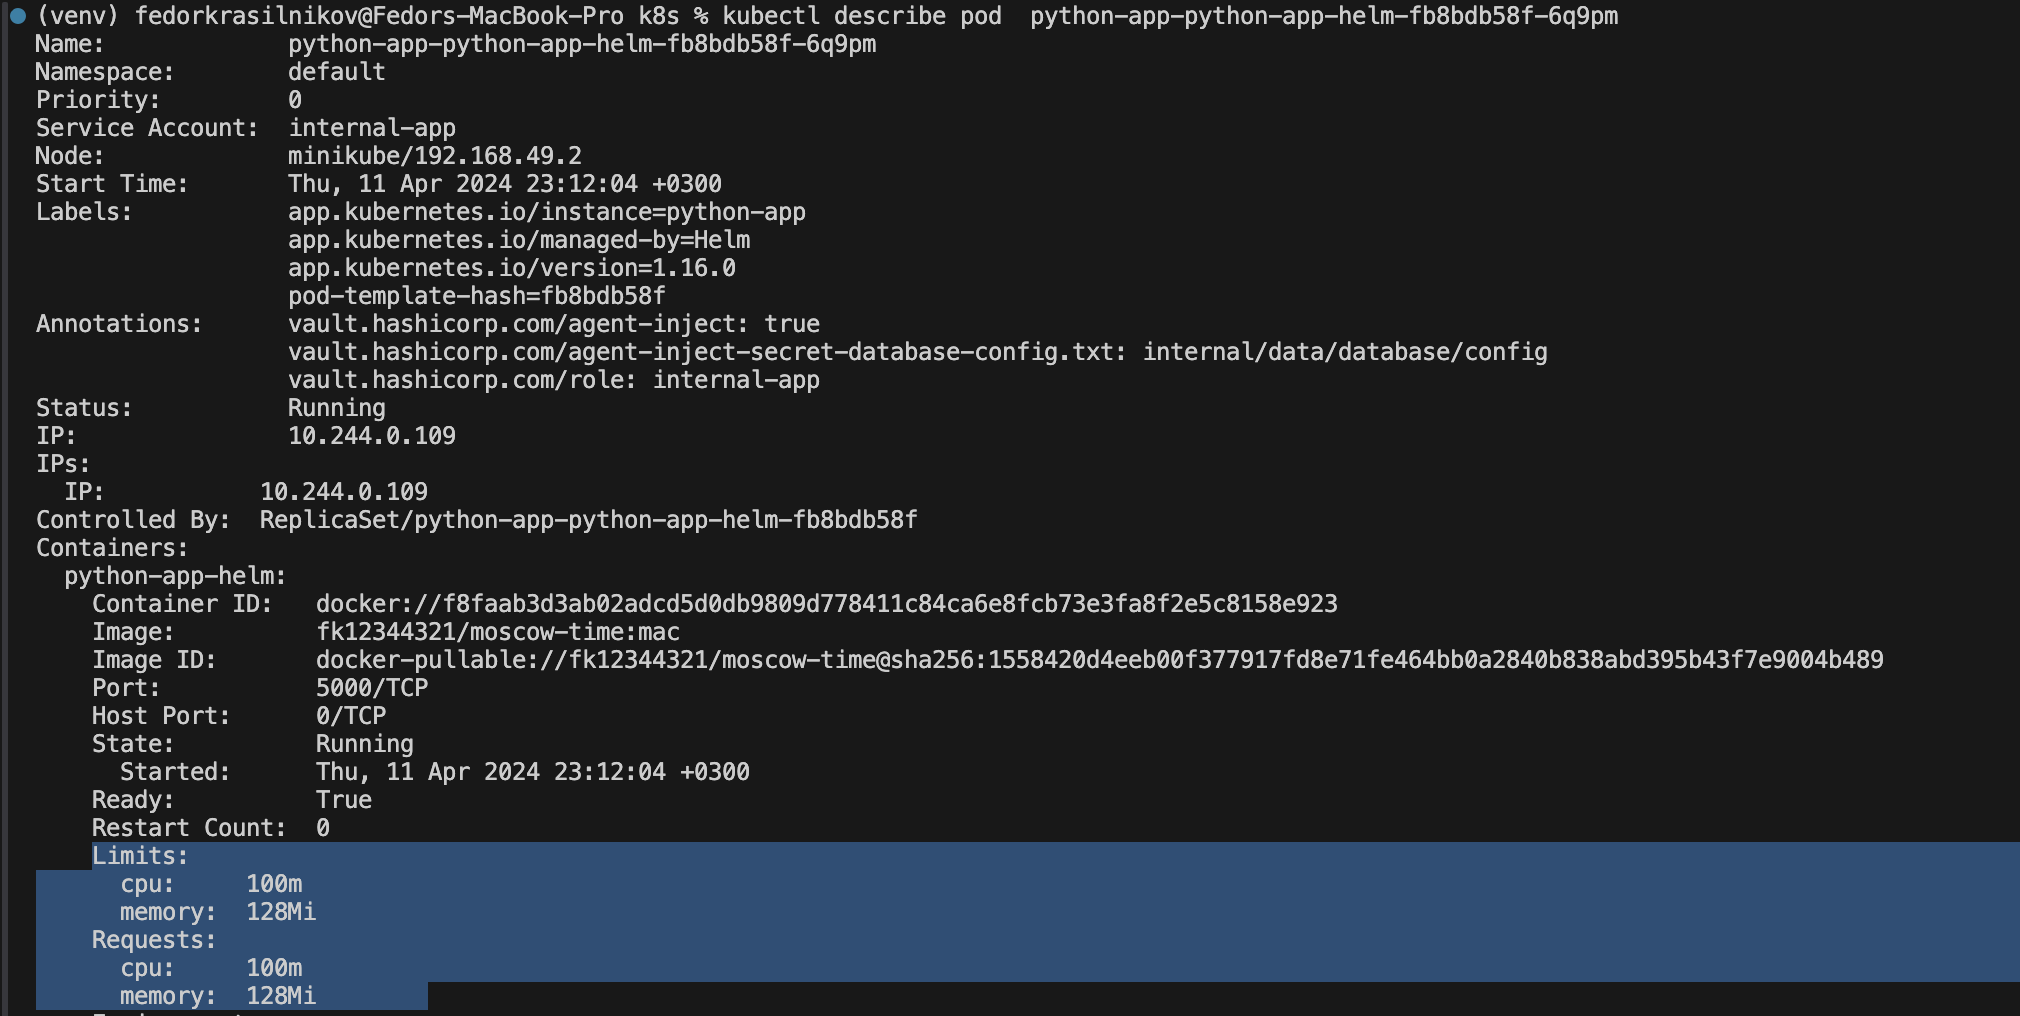 (venv) fedorkrasilnikov@Fedors-MacBook-Pro k8s % kubectl describe pod  python-app-python-app-helm-fb8bdb58f-6q9pm
Name:             python-app-python-app-helm-fb8bdb58f-6q9pm
Namespace:        default
Priority:         0
Service Account:  internal-app
Node:             minikube/192.168.49.2
Start Time:       Thu, 11 Apr 2024 23:12:04 +0300
Labels:           app.kubernetes.io/instance=python-app
                  app.kubernetes.io/managed-by=Helm
                  app.kubernetes.io/version=1.16.0
                  pod-template-hash=fb8bdb58f
Annotations:      vault.hashicorp.com/agent-inject: true
                  vault.hashicorp.com/agent-inject-secret-database-config.txt: internal/data/database/config
                  vault.hashicorp.com/role: internal-app
Status:           Running
IP:               10.244.0.109
IPs:
  IP:           10.244.0.109
Controlled By:  ReplicaSet/python-app-python-app-helm-fb8bdb58f
Containers:
  python-app-helm:
    Container ID:   docker://f8faab3d3ab02adcd5d0db9809d778411c84ca6e8fcb73e3fa8f2e5c8158e923
    Image:          fk12344321/moscow-time:mac
    Image ID:       docker-pullable://fk12344321/moscow-time@sha256:1558420d4eeb00f377917fd8e71fe464bb0a2840b838abd395b43f7e9004b489
    Port:           5000/TCP
    Host Port:      0/TCP
    State:          Running
      Started:      Thu, 11 Apr 2024 23:12:04 +0300
    Ready:          True
    Restart Count:  0
    Limits:
      cpu:     100m
      memory:  128Mi
    Requests:
      cpu:     100m
      memory:  128Mi